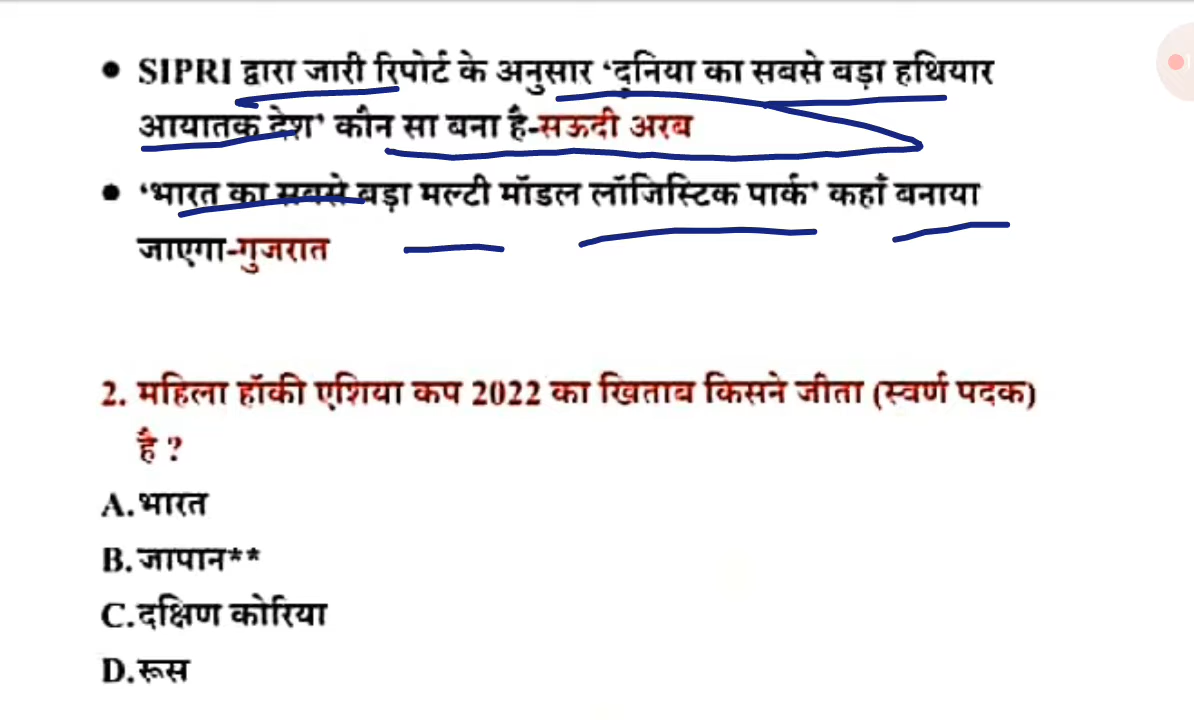 • SIPRI द्वारा जारी रिपोर्ट के अनुसार ‘दुनिया का सबसे बड़ा हथियार
आयातक देश’ कौन सा बना है-सऊदी अरब
• ‘भारत का सबसे बड़ा मल्टी मॉडल लॉजिस्टिक पार्क’ कहाँ बनाया
जाएगा-गुजरात
2. महिला हॉकी एशिया कप 2022 का खिताब किसने जीता (स्वर्ण पदक)
है ?
A.भारत
B.जापान**
C.दक्षिण कोरिया
D.रूस